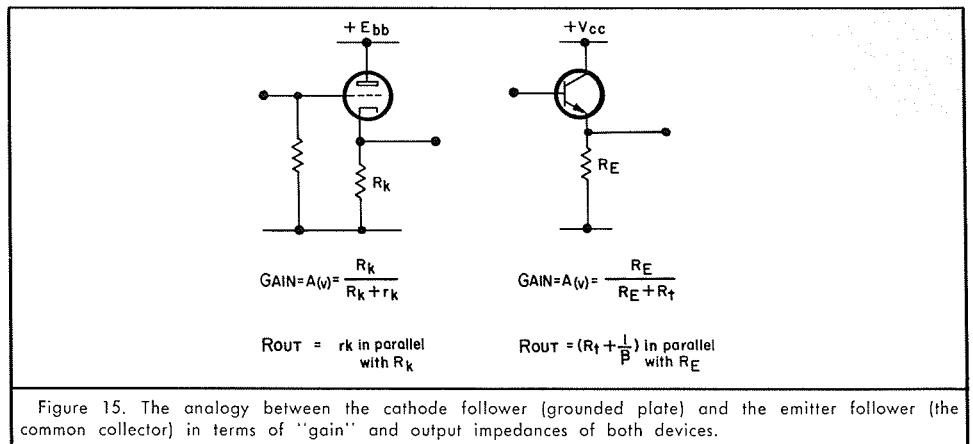 +Ebb
+Vcc
Rk
RE
GAIN=A(v)= Rk / Rk+rk
GAIN=A(v)= RE / RE+Rt
ROUT = rk in parallel
with Rk
ROUT = (Rt + 1/β) in parallel
with RE
Figure 15. The analogy between the cathode follower (grounded plate) and the emitter follower (the
common collector) in terms of "gain" and output impedances of both devices.